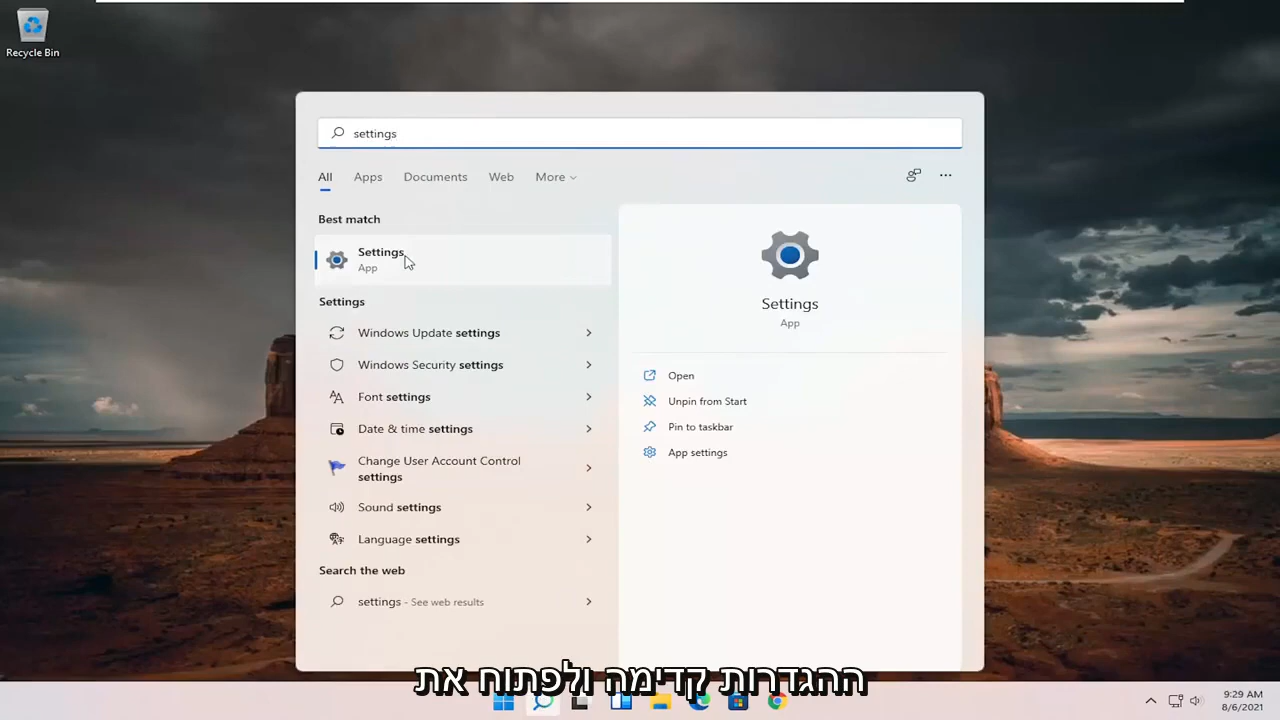 Recycle Bin
settings
All Apps Documents Web More
Best match
Settings
App
Settings
Windows Update settings
Windows Security settings
Font settings
Date & time settings
Change User Account Control
settings
Sound settings
Language settings
Search the web
settings - See web results
Settings
App
Open
Unpin from Start
Pin to taskbar
App settings
ההגדרות קדימה ולפתוח את
9:29 AM
8/6/2021